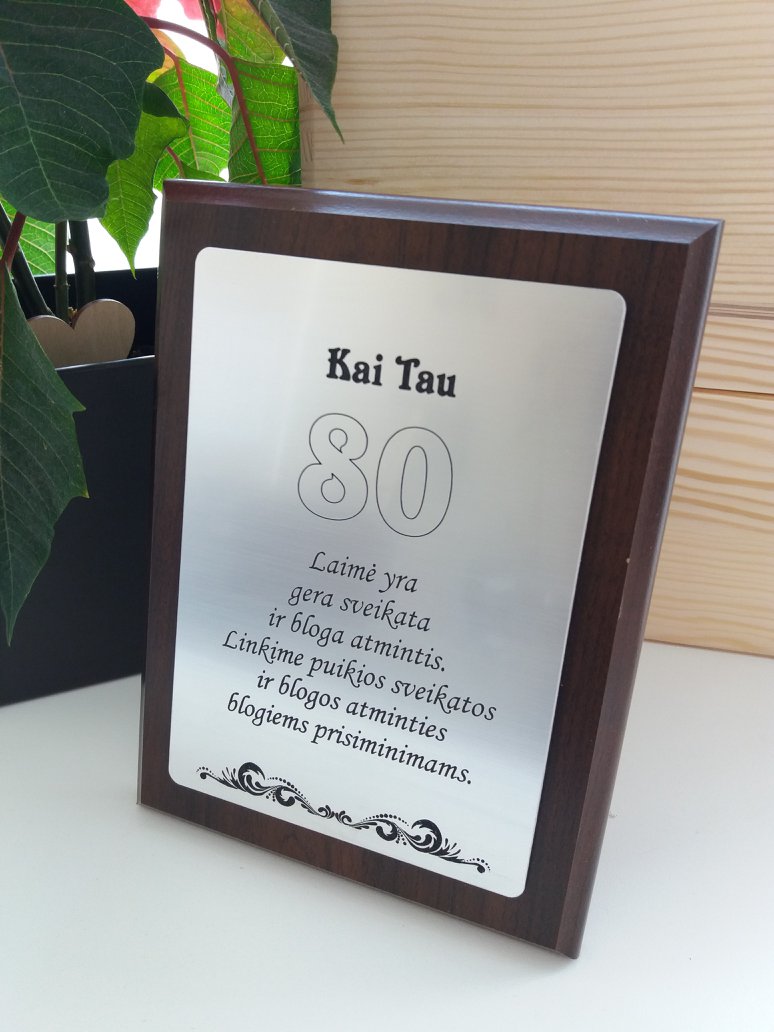 Kai Tau
80
Laimė yra
gera sveikata
ir bloga atmintis.
Linkime puikios sveikatos
ir blogos atminties
blogiems prisiminimams.